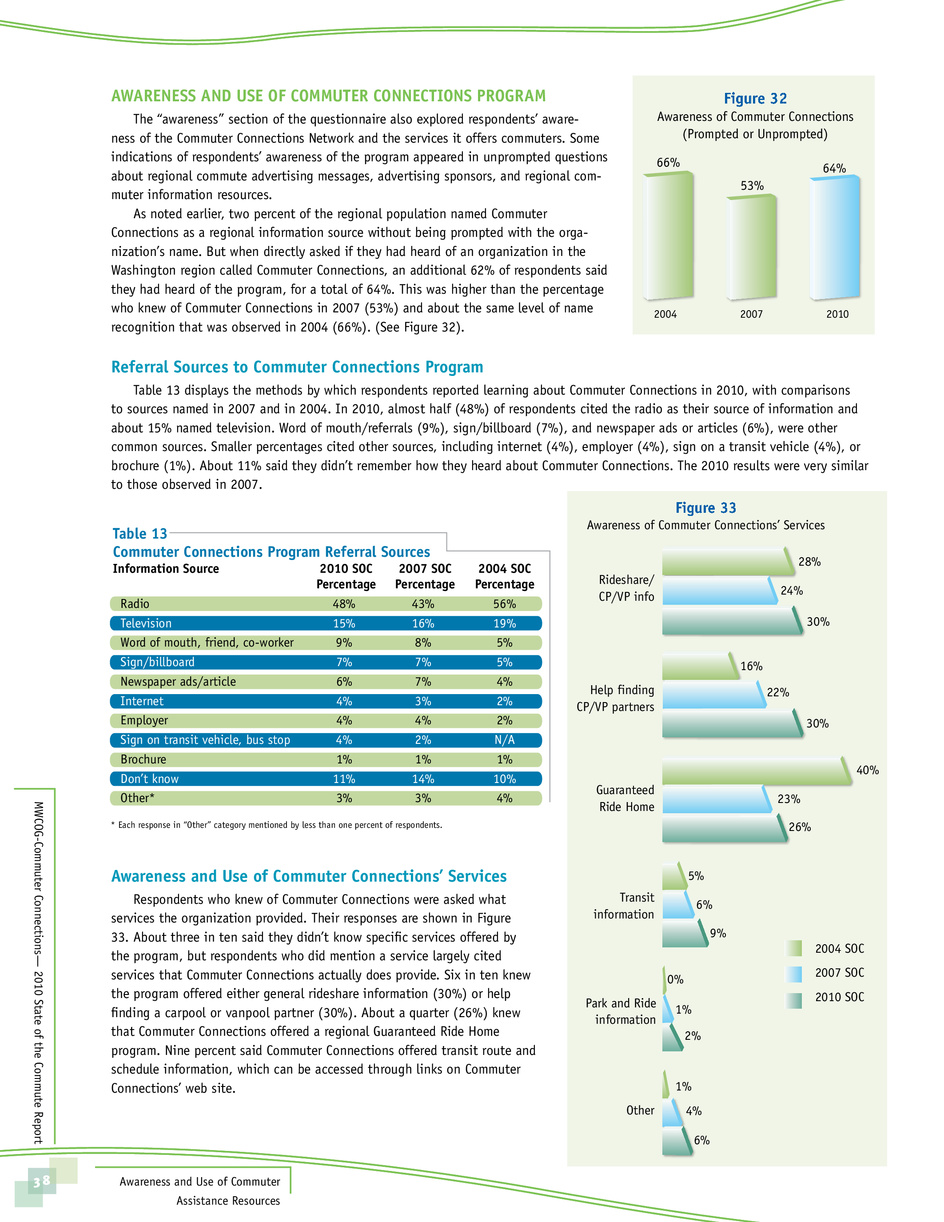 AWARENESS AND USE OF COMMUTER CONNECTIONS PROGRAM
The “awareness” section of the questionnaire also explored respondents’ aware-
ness of the Commuter Connections Network and the services it offers commuters. Some
indications of respondents’ awareness of the program appeared in unprompted questions
about regional commute advertising messages, advertising sponsors, and regional com-
muter information resources.
As noted earlier, two percent of the regional population named Commuter
Connections as a regional information source without being prompted with the orga-
nization’s name. But when directly asked if they had heard of an organization in the
Washington region called Commuter Connections, an additional 62% of respondents said
they had heard of the program, for a total of 64%. This was higher than the percentage
who knew of Commuter Connections in 2007 (53%) and about the same level of name
recognition that was observed in 2004 (66%). (See Figure 32).
Figure 32
Awareness of Commuter Connections
(Prompted or Unprompted)
66%
53%
64%
2004
2007
2010
Referral Sources to Commuter Connections Program
Table 13 displays the methods by which respondents reported learning about Commuter Connections in 2010, with comparisons
to sources named in 2007 and in 2004. In 2010, almost half (48%) of respondents cited the radio as their source of information and
about 15% named television. Word of mouth/referrals (9%), sign/billboard (7%), and newspaper ads or articles (6%), were other
common sources. Smaller percentages cited other sources, including internet (4%), employer (4%), sign on a transit vehicle (4%), or
brochure (1%). About 11% said they didn’t remember how they heard about Commuter Connections. The 2010 results were very similar
to those observed in 2007.
Table 13
Commuter Connections Program Referral Sources
Information Source 2010 SOC 2007 SOC 2004 SOC
Percentage Percentage Percentage
Radio 48% 43% 56%
Television 15% 16% 19%
Word of mouth, friend, co-worker 9% 8% 5%
Sign/billboard 7% 7% 5%
Newspaper ads/article 6% 7% 4%
Internet 4% 3% 2%
Employer 4% 4% 2%
Sign on transit vehicle, bus stop 4% 2% N/A
Brochure 1% 1% 1%
Don’t know 11% 14% 10%
Other* 3% 3% 4%
* Each response in “Other” category mentioned by less than one percent of respondents.
Awareness and Use of Commuter Connections’ Services
Respondents who knew of Commuter Connections were asked what
services the organization provided. Their responses are shown in Figure
33. About three in ten said they didn’t know specific services offered by
the program, but respondents who did mention a service largely cited
services that Commuter Connections actually does provide. Six in ten knew
the program offered either general rideshare information (30%) or help
finding a carpool or vanpool partner (30%). About a quarter (26%) knew
that Commuter Connections offered a regional Guaranteed Ride Home
program. Nine percent said Commuter Connections offered transit route and
schedule information, which can be accessed through links on Commuter
Connections’ web site.
Figure 33
Awareness of Commuter Connections’ Services
Rideshare/
CP/VP info
28%
24%
30%
Help finding
CP/VP partners
16%
22%
30%
Guaranteed
Ride Home
40%
23%
26%
Transit
information
5%
6%
9%
Park and Ride
information
0%
1%
2%
Other
1%
4%
6%
2004 SOC
2007 SOC
2010 SOC
MWCOG-Commuter Connections— 2010 State of the Commute Report
38
Awareness and Use of Commuter
Assistance Resources